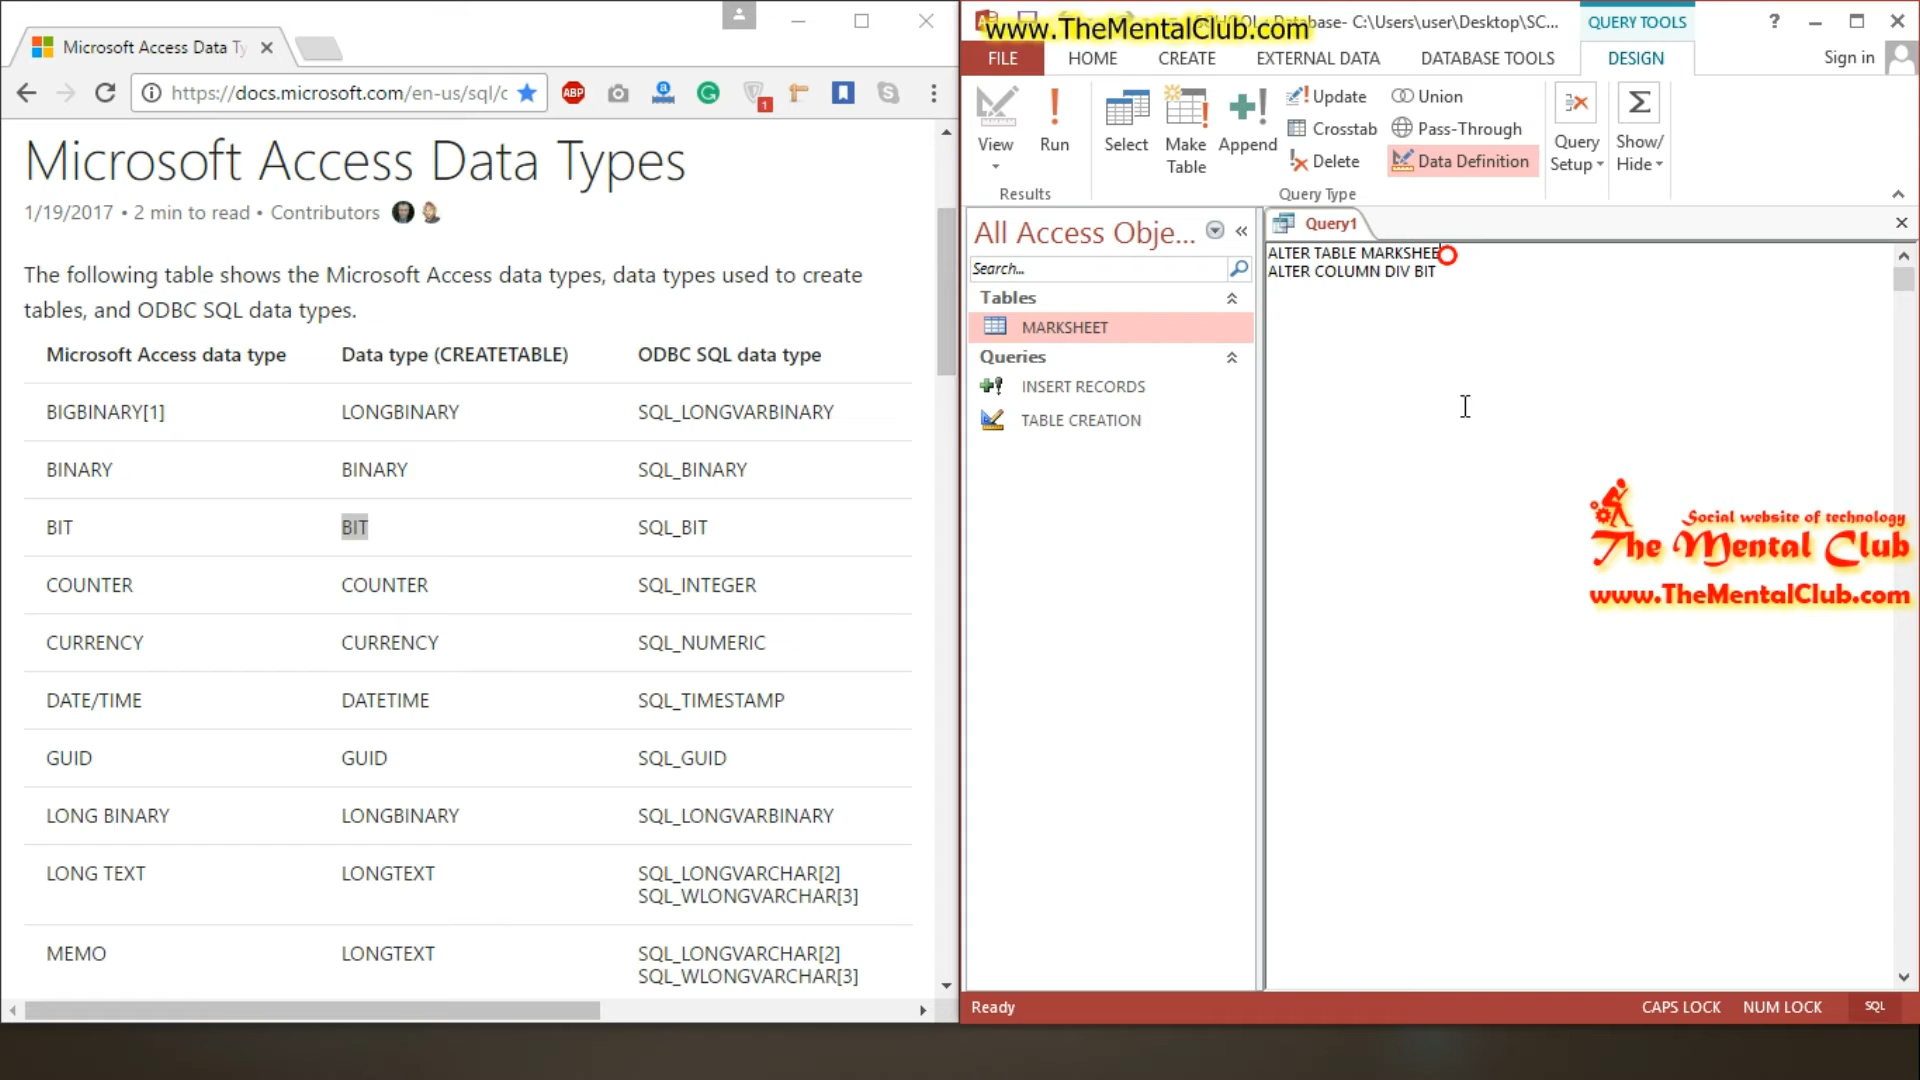 Microsoft Access Data Ty
https://docs.microsoft.com/en-us/sql/c
ABP
a
1
Microsoft Access Data Types
1/19/2017 • 2 min to read • Contributors
The following table shows the Microsoft Access data types, data types used to create
tables, and ODBC SQL data types.
Microsoft Access data type Data type (CREATETABLE) ODBC SQL data type
BIGBINARY[1] LONGBINARY SQL_LONGVARBINARY
BINARY BINARY SQL_BINARY
BIT BIT SQL_BIT
COUNTER COUNTER SQL_INTEGER
CURRENCY CURRENCY SQL_NUMERIC
DATE/TIME DATETIME SQL_TIMESTAMP
GUID GUID SQL_GUID
LONG BINARY LONGBINARY SQL_LONGVARBINARY
LONG TEXT LONGTEXT SQL_LONGVARCHAR[2]
SQL_WLONGVARCHAR[3]
MEMO LONGTEXT SQL_LONGVARCHAR[2]
SQL_WLONGVARCHAR[3]
www.TheMentalClub.com
Database- C:\Users\user\Desktop\SC...
QUERY TOOLS
FILE HOME CREATE EXTERNAL DATA DATABASE TOOLS DESIGN Sign in
View
Run
Results
Select
Make
Table
Append
Update
Crosstab
Delete
Union
Pass-Through
Data Definition
Query Type
Query
Setup
Show/
Hide
All Access Obje...
Search...
Tables
MARKSHEET
Queries
INSERT RECORDS
TABLE CREATION
Query1
ALTER TABLE MARKSHEE
ALTER COLUMN DIV BIT
Social website of technology
The Mental Club
www.TheMentalClub.com
Ready CAPS LOCK NUM LOCK SQL